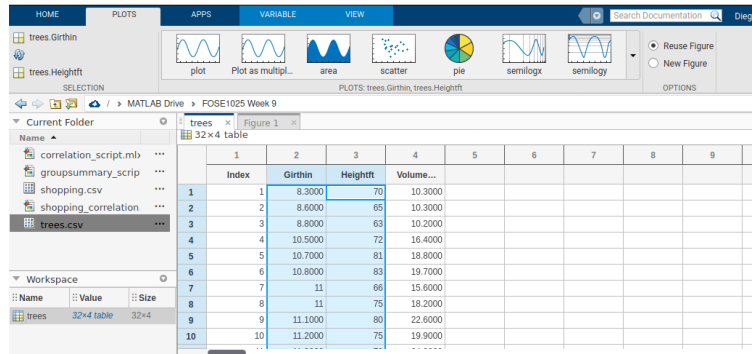 HOME PLOTS APPS VARIABLE VIEW Search Documentation Dieg
trees.Girthin
trees.Heightft
plot Plot as multipl... area scatter pie semilogx semilogy
Reuse Figure
New Figure
SELECTION PLOTS: trees.Girthin, trees.Heightft OPTIONS
/ › MATLAB Drive › FOSE1025 Week 9
Current Folder
Name
correlation_script.mlx ...
groupsummary_scrip ...
shopping.csv ...
shopping_correlation. ...
trees.csv ...
Workspace
Name Value Size
trees 32×4 table 32×4
trees × Figure 1 ×
32×4 table
1 2 3 4 5 6 7 8 9
Index Girthin Heightft Volume...
1 1 8.3000 70 10.3000
2 2 8.6000 65 10.3000
3 3 8.8000 63 10.2000
4 4 10.5000 72 16.4000
5 5 10.7000 81 18.8000
6 6 10.8000 83 19.7000
7 7 11 66 15.6000
8 8 11 75 18.2000
9 9 11.1000 80 22.6000
10 10 11.2000 75 19.9000